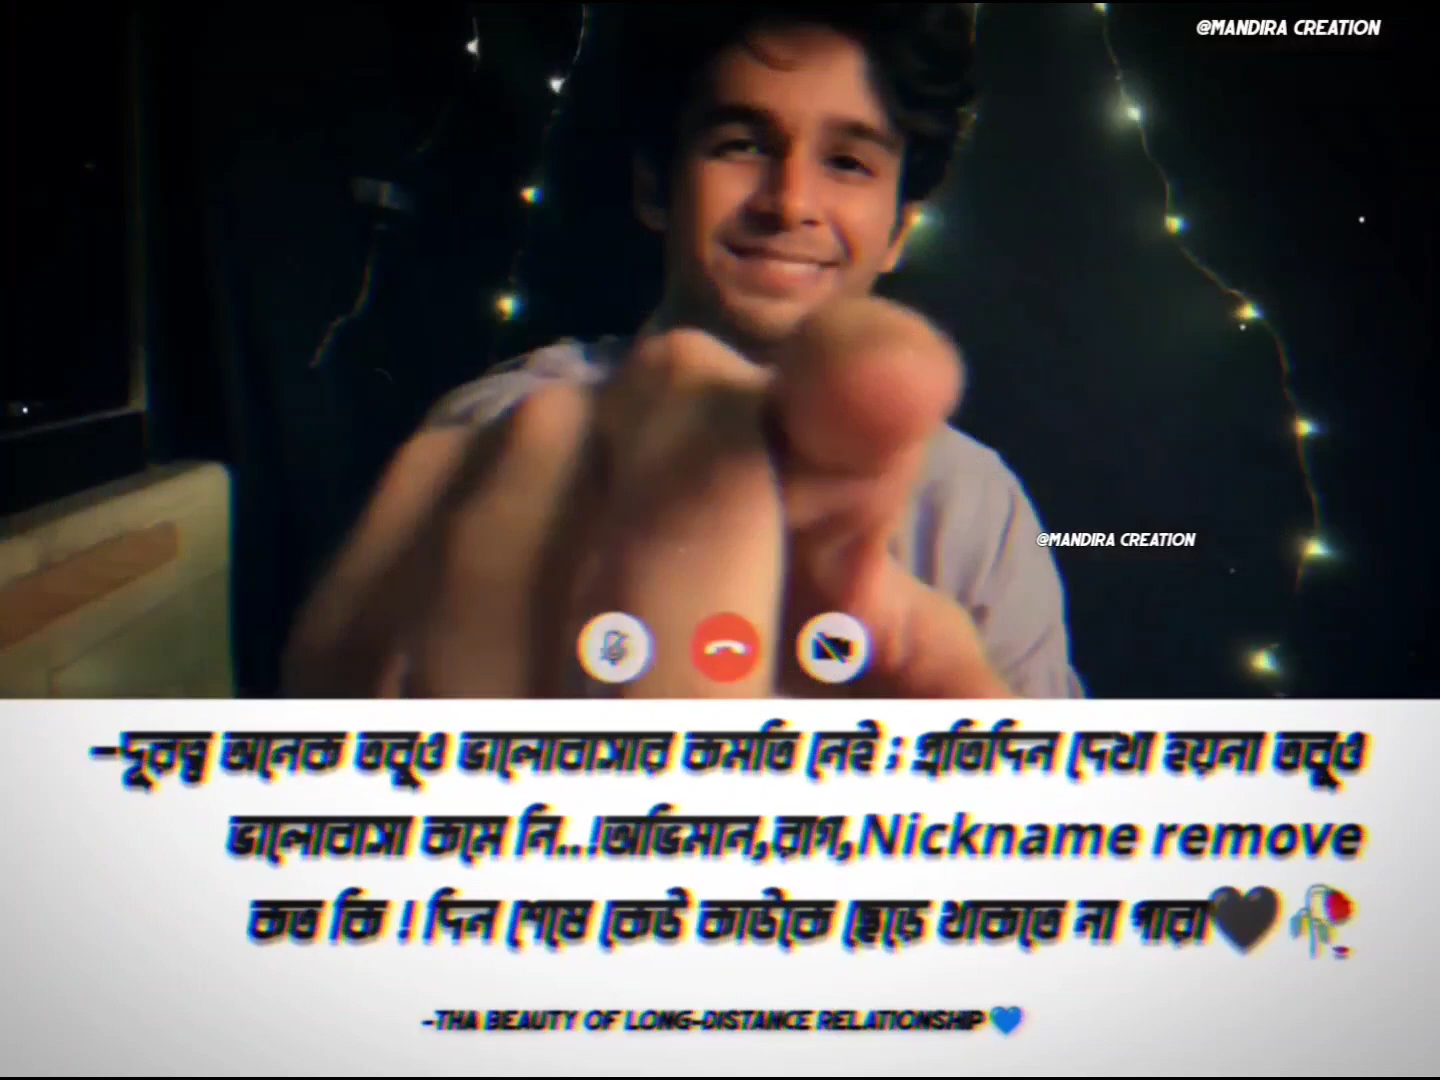 @MANDIRA CREATION
@MANDIRA CREATION
-দূরত্ব অনেক তবুও ভালোবাসার কমতি নেই ; প্রতিদিন দেখা হয়না তবুও
ভালোবাসা কমে নি..!অভিমান,রাগ,Nickname remove
কত কি ! দিন শেষে কেউ কাউকে ছেড়ে থাকতে না পারা🖤🥀
-THA BEAUTY OF LONG-DISTANCE RELATIONSHIP💙